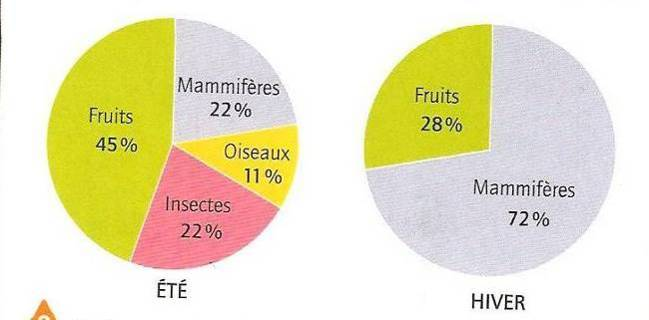 Mammifères
22%
Fruits
45%
Oiseaux
11%
Insectes
22%
ÉTÉ
Fruits
28%
Mammifères
72%
HIVER